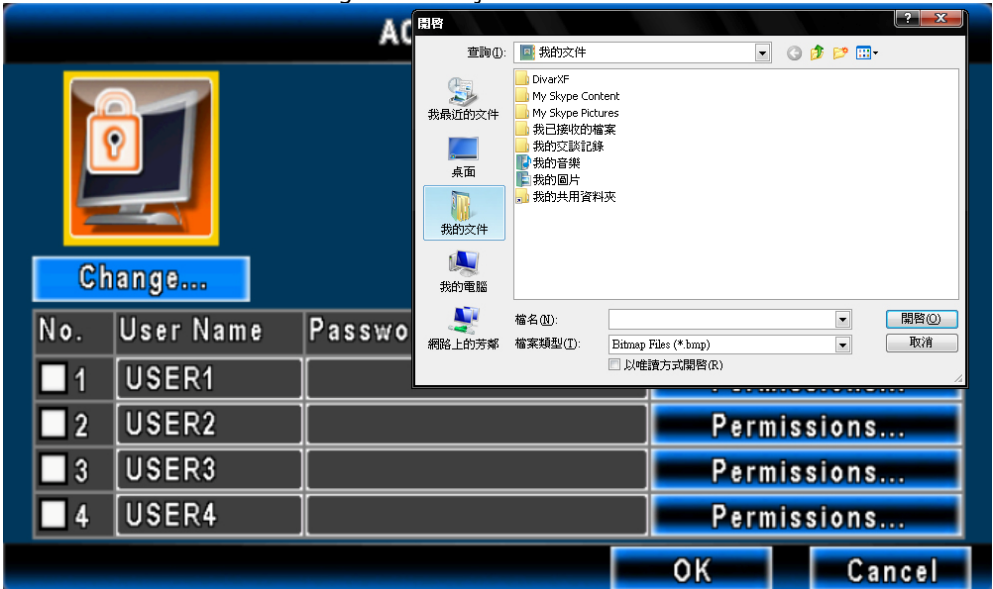 AC
開啓
查詢(I):
我的文件
DivarXF
My Skype Content
My Skype Pictures
我已接收的檔案
我的交談記錄
我的音樂
我的圖片
我的共用資料夾
我最近的文件
桌面
我的文件
我的電腦
網路上的芳鄰
檔名(N):
開啓(O)
檔案類型(T):
Bitmap Files (*.bmp)
取消
以唯讀方式開啓(R)
Change...
No. User Name Passwo
1 USER1
2 USER2 Permissions...
3 USER3 Permissions...
4 USER4 Permissions...
OK Cancel